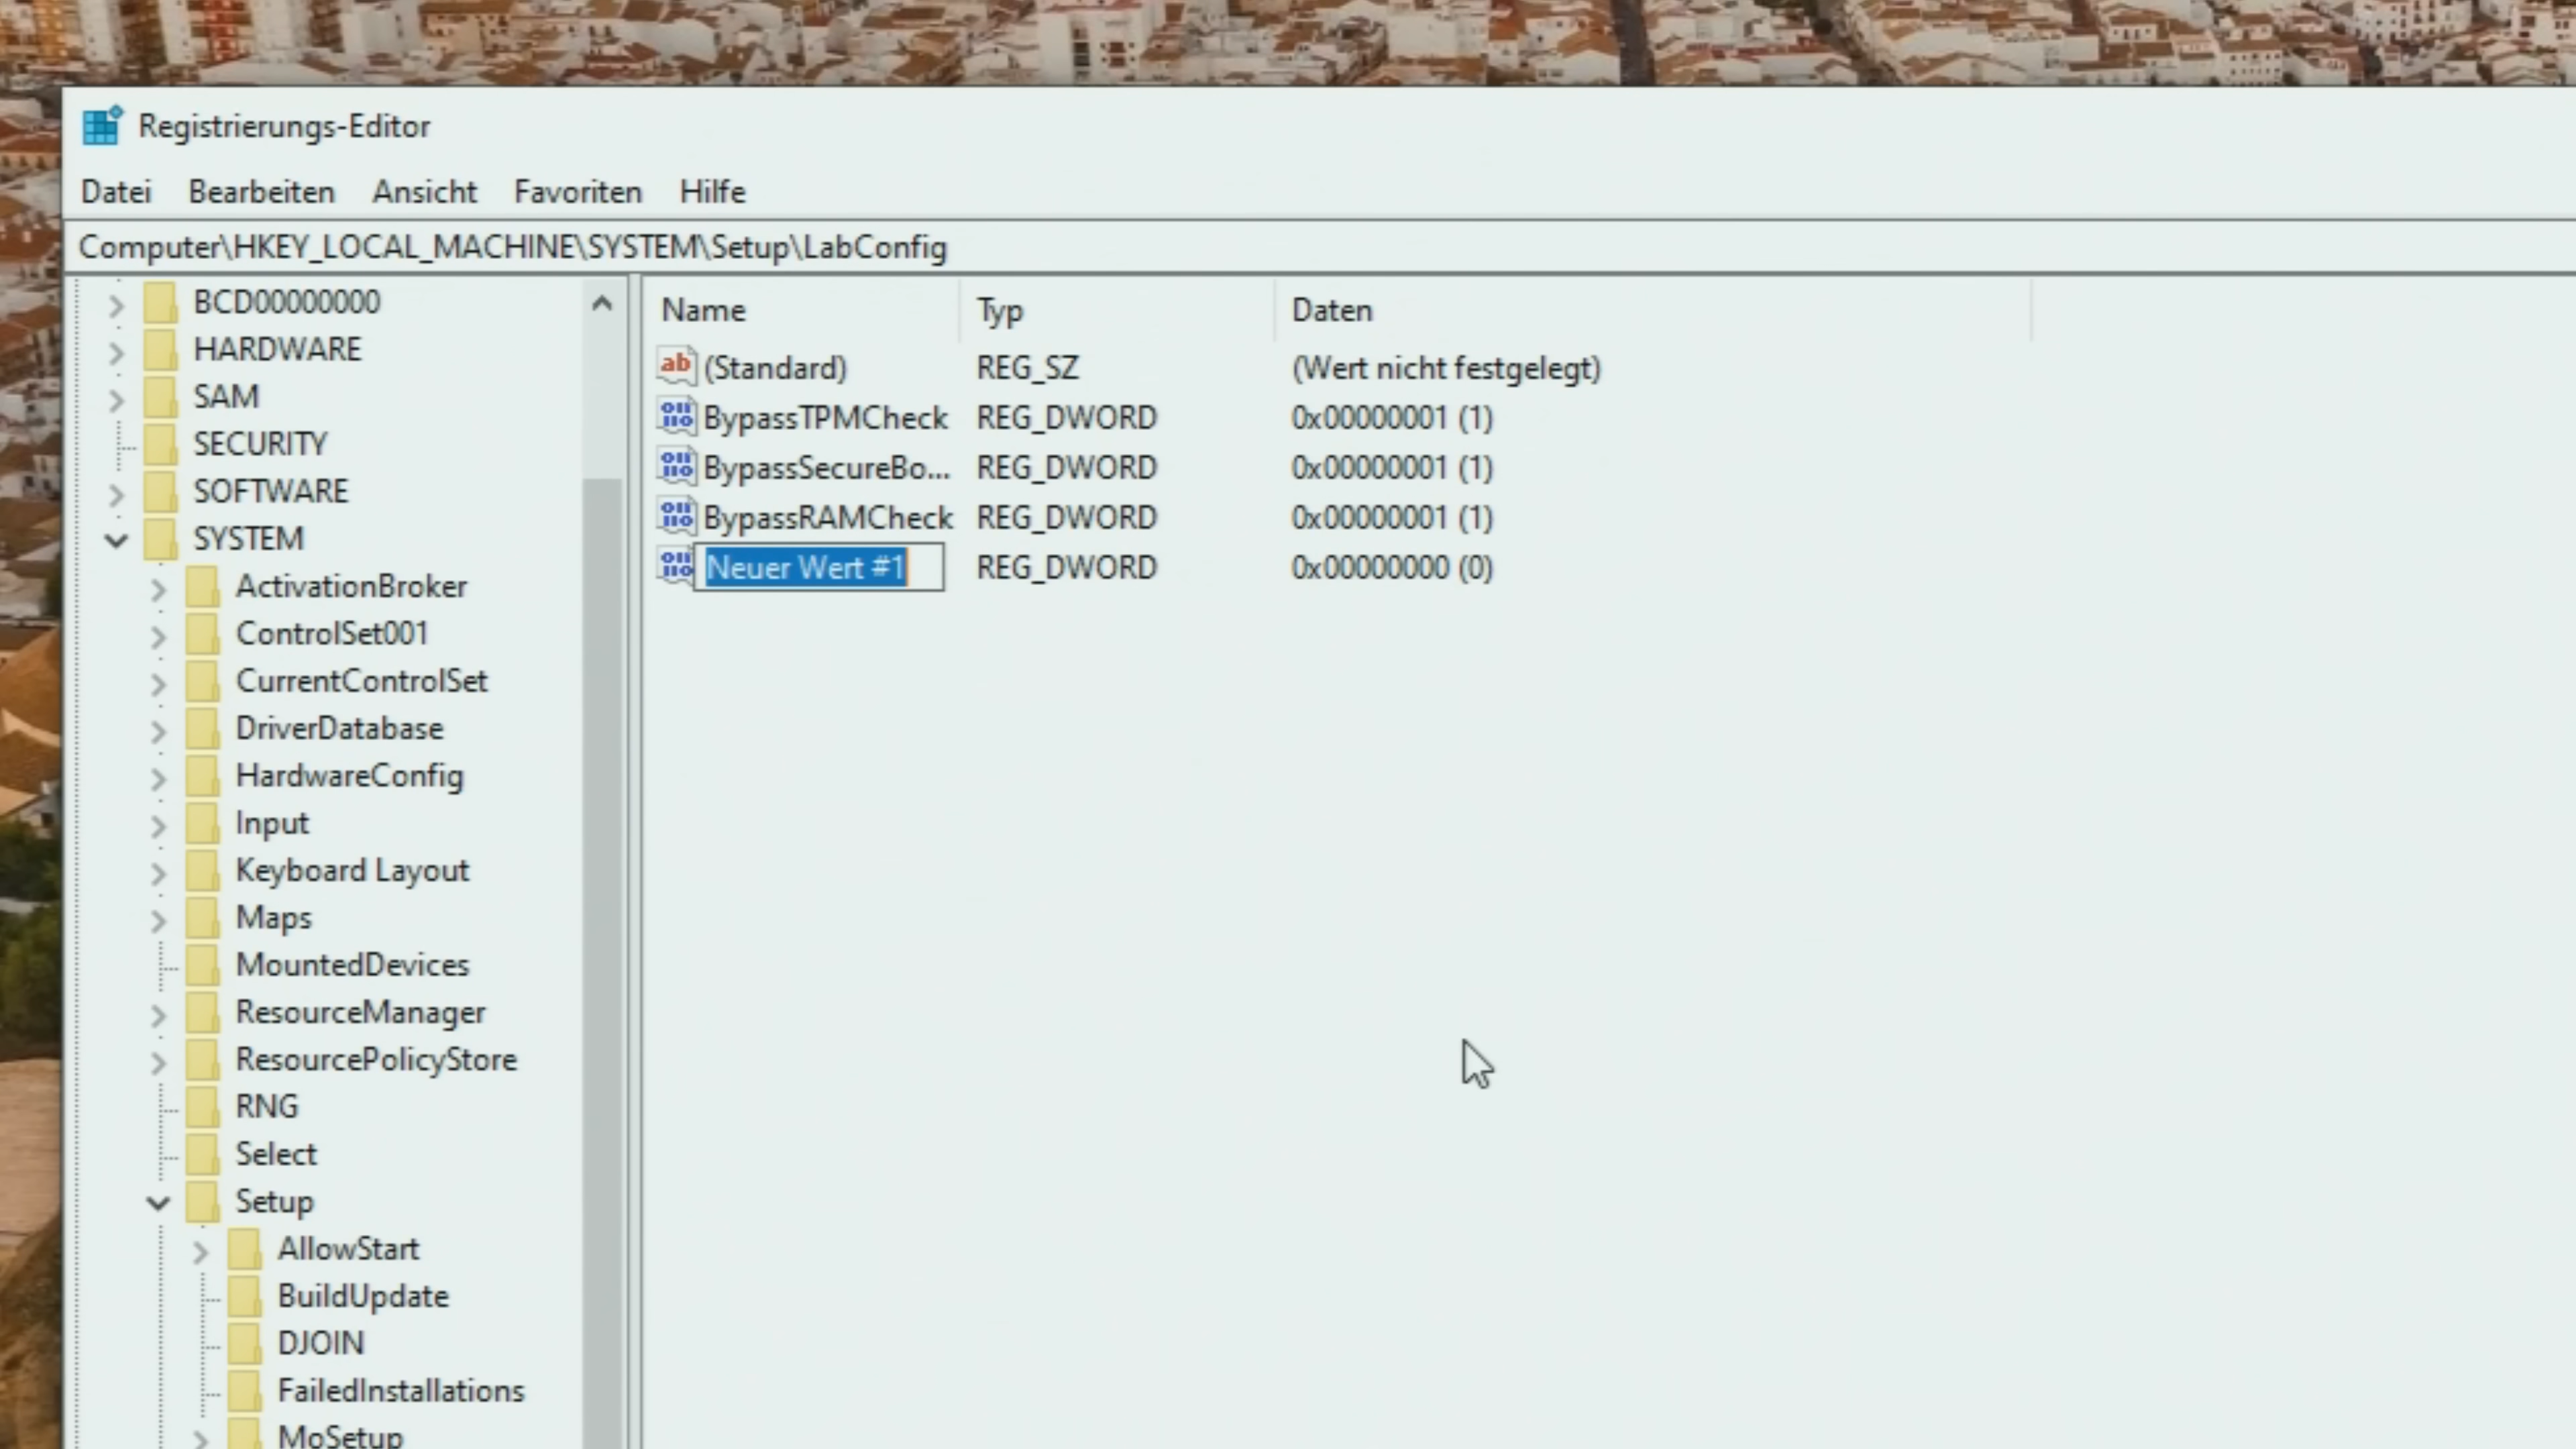 Registrierungs-Editor
Datei Bearbeiten Ansicht Favoriten Hilfe
Computer\HKEY_LOCAL_MACHINE\SYSTEM\Setup\LabConfig
BCD00000000
HARDWARE
SAM
SECURITY
SOFTWARE
SYSTEM
ActivationBroker
ControlSet001
CurrentControlSet
DriverDatabase
HardwareConfig
Input
Keyboard Layout
Maps
MountedDevices
ResourceManager
ResourcePolicyStore
RNG
Select
Setup
AllowStart
BuildUpdate
DJOIN
FailedInstallations
MoSetup
Name Typ Daten
(Standard) REG_SZ (Wert nicht festgelegt)
BypassTPMCheck REG_DWORD 0x00000001 (1)
BypassSecureBo... REG_DWORD 0x00000001 (1)
BypassRAMCheck REG_DWORD 0x00000001 (1)
Neuer Wert #1 REG_DWORD 0x00000000 (0)